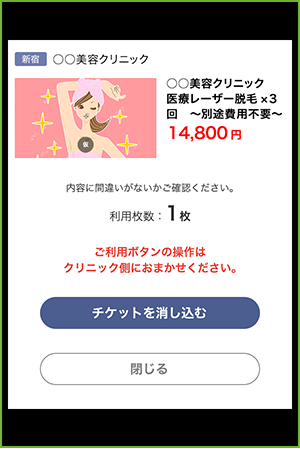 新宿 〇〇美容クリニック
〇〇美容クリニック
医療レーザー脱毛 ×3
回　〜別途費用不要〜
14,800円
仮
内容に間違いがないかご確認ください。
利用枚数： 1枚
ご利用ボタンの操作は
クリニック側におまかせください。
チケットを消し込む
閉じる